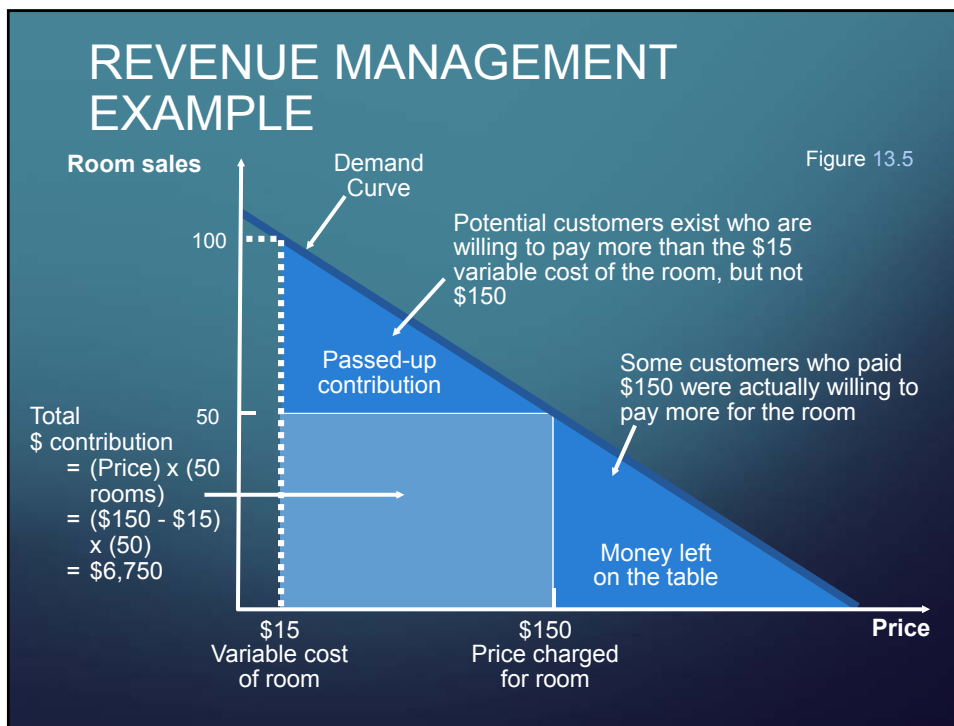 REVENUE MANAGEMENT
EXAMPLE
Room sales
Demand
Curve
Figure 13.5
Potential customers exist who are
willing to pay more than the $15
variable cost of the room, but not
$150
100
Passed-up
contribution
Some customers who paid
$150 were actually willing to
pay more for the room
50
Total
$ contribution
= (Price) x (50
rooms)
= ($150 - $15)
x (50)
= $6,750
Money left
on the table
$15
Variable cost
of room
$150
Price charged
for room
Price